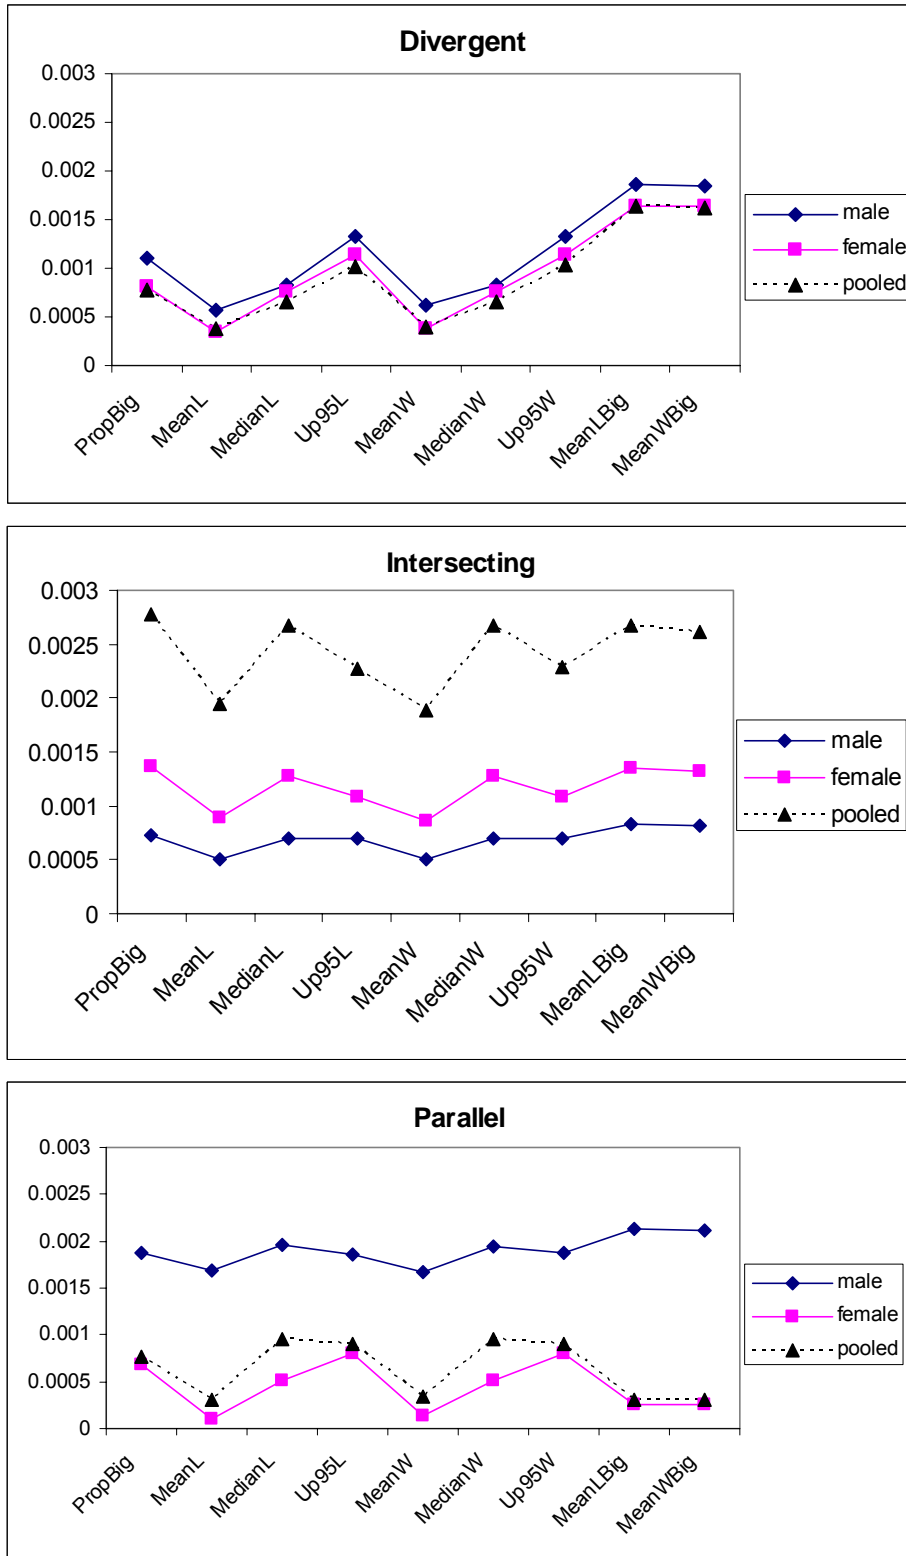 Divergent
0.003
0.0025
0.002
0.0015
0.001
0.0005
0
PropBig
MeanL
MedianL
Up95L
MeanW
MedianW
Up95W
MeanLBig
MeanWBig
male
female
pooled
Intersecting
0.003
0.0025
0.002
0.0015
0.001
0.0005
0
PropBig
MeanL
MedianL
Up95L
MeanW
MedianW
Up95W
MeanLBig
MeanWBig
male
female
pooled
Parallel
0.003
0.0025
0.002
0.0015
0.001
0.0005
0
PropBig
MeanL
MedianL
Up95L
MeanW
MedianW
Up95W
MeanLBig
MeanWBig
male
female
pooled